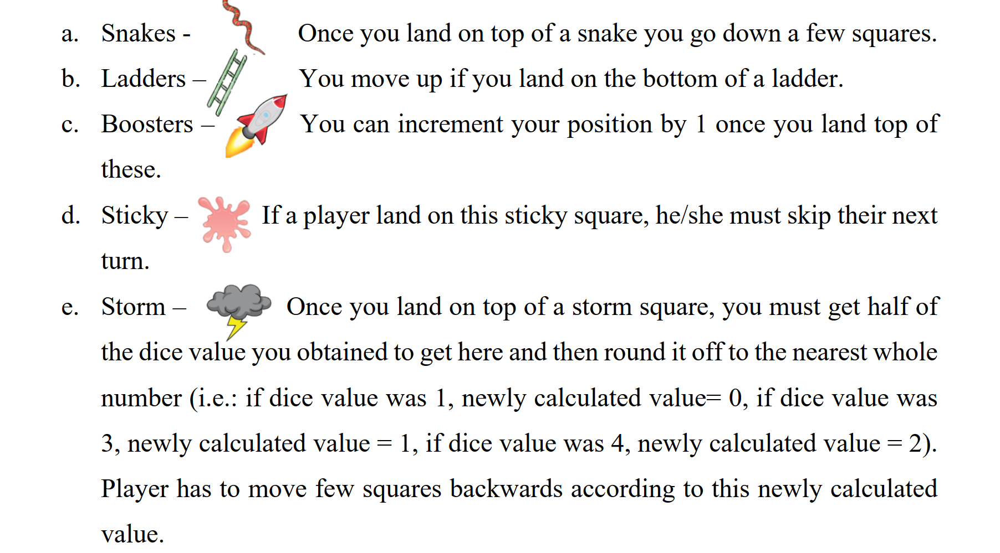 a. Snakes - Once you land on top of a snake you go down a few squares.
b. Ladders – You move up if you land on the bottom of a ladder.
c. Boosters – You can increment your position by 1 once you land top of
these.
d. Sticky – If a player land on this sticky square, he/she must skip their next
turn.
e. Storm – Once you land on top of a storm square, you must get half of
the dice value you obtained to get here and then round it off to the nearest whole
number (i.e.: if dice value was 1, newly calculated value= 0, if dice value was
3, newly calculated value = 1, if dice value was 4, newly calculated value = 2).
Player has to move few squares backwards according to this newly calculated
value.